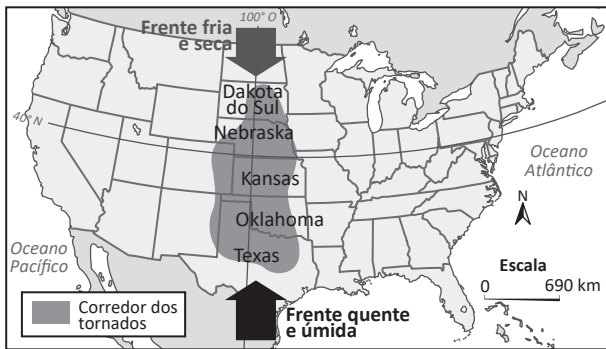 100° O
Frente fria
e seca
Dakota
do Sul
40° N
Nebraska
Kansas
Oklahoma
Texas
Oceano
Atlântico
N
Oceano
Pacífico
Escala
0 690 km
Corredor dos
tornados
Frente quente
e úmida